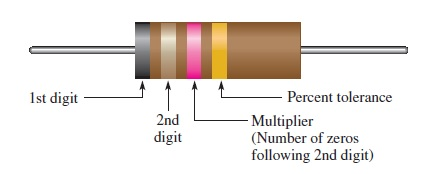 1st digit
2nd
digit
Percent tolerance
Multiplier
(Number of zeros
following 2nd digit)